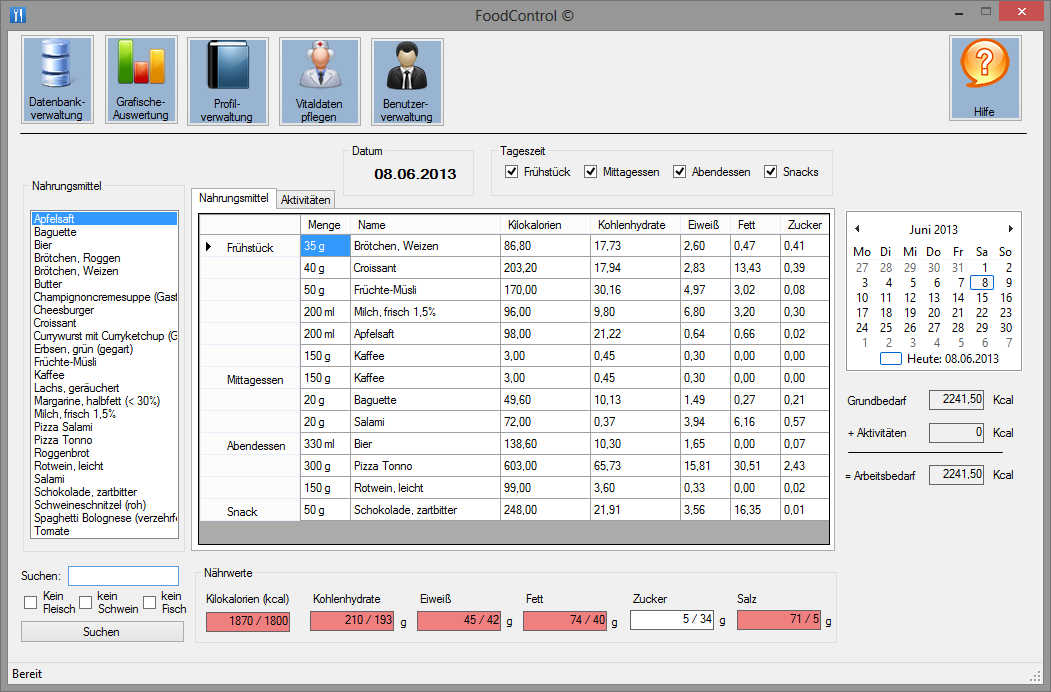 FoodControl ©
Datenbank-
verwaltung
Grafische-
Auswertung
Profil-
verwaltung
Vitaldaten
pflegen
Benutzer-
verwaltung
Hilfe
Datum
08.06.2013
Tageszeit
Frühstück
Mittagessen
Abendessen
Snacks
Nahrungsmittel
Apfelsaft
Baguette
Bier
Brötchen, Roggen
Brötchen, Weizen
Butter
Champignoncremesuppe (Gast
Cheesburger
Croissant
Currywurst mit Curryketchup (G
Erbsen, grün (gegart)
Früchte-Müsli
Kaffee
Lachs, geräuchert
Margarine, halbfett (< 30%)
Milch, frisch 1,5%
Pizza Salami
Pizza Tonno
Roggenbrot
Rotwein, leicht
Salami
Schokolade, zartbitter
Schweineschnitzel (roh)
Spaghetti Bolognese (verzehrfe
Tomate
Nahrungsmittel Aktivitäten
Menge Name Kilokalorien Kohlenhydrate Eiweiß Fett Zucker
Frühstück 35 g Brötchen, Weizen 86,80 17,73 2,60 0,47 0,41
40 g Croissant 203,20 17,94 2,83 13,43 0,39
50 g Früchte-Müsli 170,00 30,16 4,97 3,02 0,08
200 ml Milch, frisch 1,5% 96,00 9,80 6,80 3,20 0,30
200 ml Apfelsaft 98,00 21,22 0,64 0,66 0,02
150 g Kaffee 3,00 0,45 0,30 0,00 0,00
Mittagessen 150 g Kaffee 3,00 0,45 0,30 0,00 0,00
20 g Baguette 49,60 10,13 1,49 0,27 0,21
20 g Salami 72,00 0,37 3,94 6,16 0,57
Abendessen 330 ml Bier 138,60 10,30 1,65 0,00 0,07
300 g Pizza Tonno 603,00 65,73 15,81 30,51 2,43
150 g Rotwein, leicht 99,00 3,60 0,33 0,00 0,02
Snack 50 g Schokolade, zartbitter 248,00 21,91 3,56 16,35 0,01
Juni 2013
Mo Di Mi Do Fr Sa So
27 28 29 30 31 1 2
3 4 5 6 7 8 9
10 11 12 13 14 15 16
17 18 19 20 21 22 23
24 25 26 27 28 29 30
1 2 3 4 5 6 7
Heute: 08.06.2013
Grundbedarf 2241,50 Kcal
+ Aktivitäten 0 Kcal
= Arbeitsbedarf 2241,50 Kcal
Suchen:
Kein
Fleisch
kein
Schwein
kein
Fisch
Suchen
Nährwerte
Kilokalorien (kcal) Kohlenhydrate Eiweiß Fett Zucker Salz
1870 / 1800 210 / 193 g 45 / 42 g 74 / 40 g 5 / 34 g 71 / 5 g
Bereit